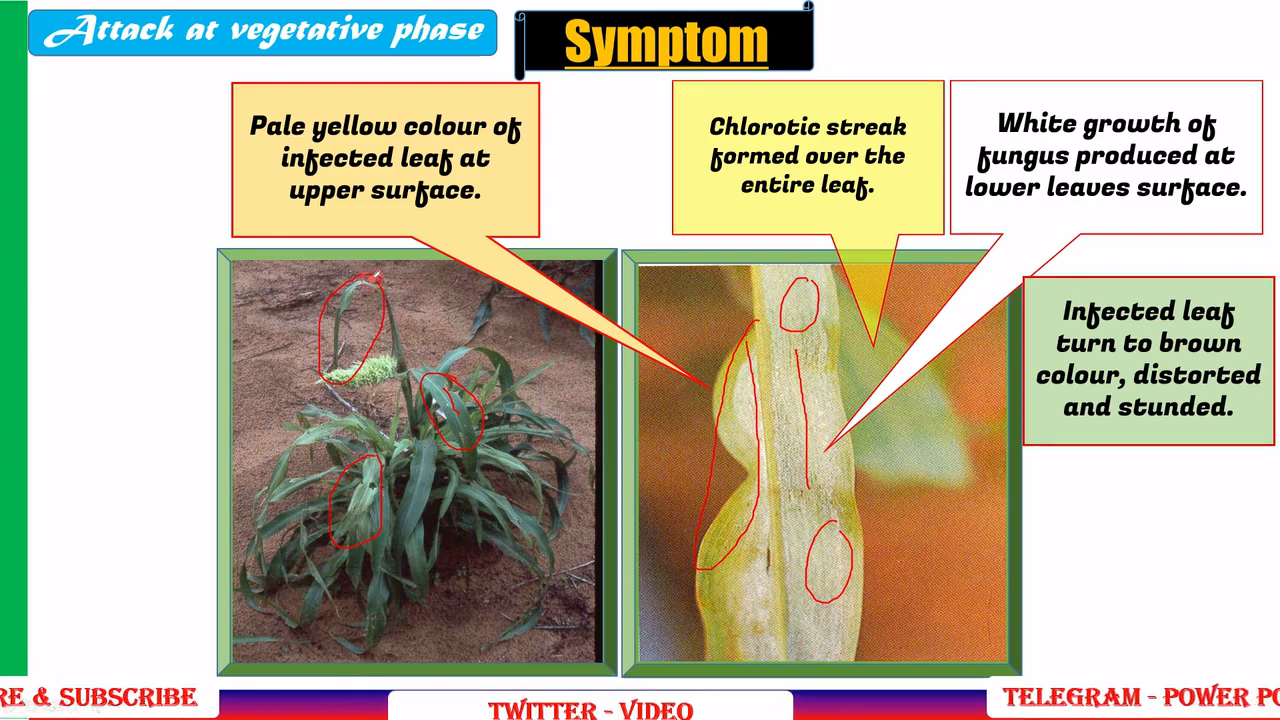 Attack at vegetative phase
Symptom
Pale yellow colour of
infected leaf at
upper surface.
Chlorotic streak
formed over the
entire leaf.
White growth of
fungus produced at
lower leaves surface.
Infected leaf
turn to brown
colour, distorted
and stunded.
RE & SUBSCRIBE
TWITTER - VIDEO
TELEGRAM - POWER PO